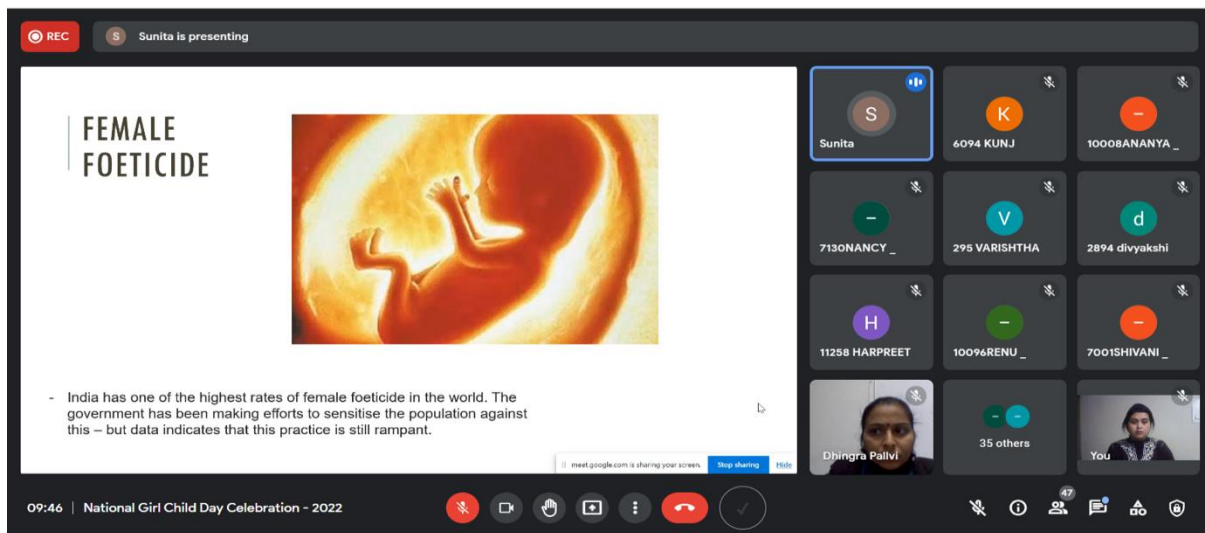 REC
S Sunita is presenting
FEMALE
FOETICIDE
- India has one of the highest rates of female foeticide in the world. The
government has been making efforts to sensitise the population against
this – but data indicates that this practice is still rampant.
meet.google.com is sharing your screen. Stop sharing Hide
S
Sunita
K
6094 KUNJ
-
10008ANANYA _
-
7130NANCY _
V
295 VARISHTHA
d
2894 divyakshi
H
11258 HARPREET
-
10096RENU _
-
7001SHIVANI _
Dhingra Pallvi
- -
35 others
You
09:46 | National Girl Child Day Celebration - 2022
47